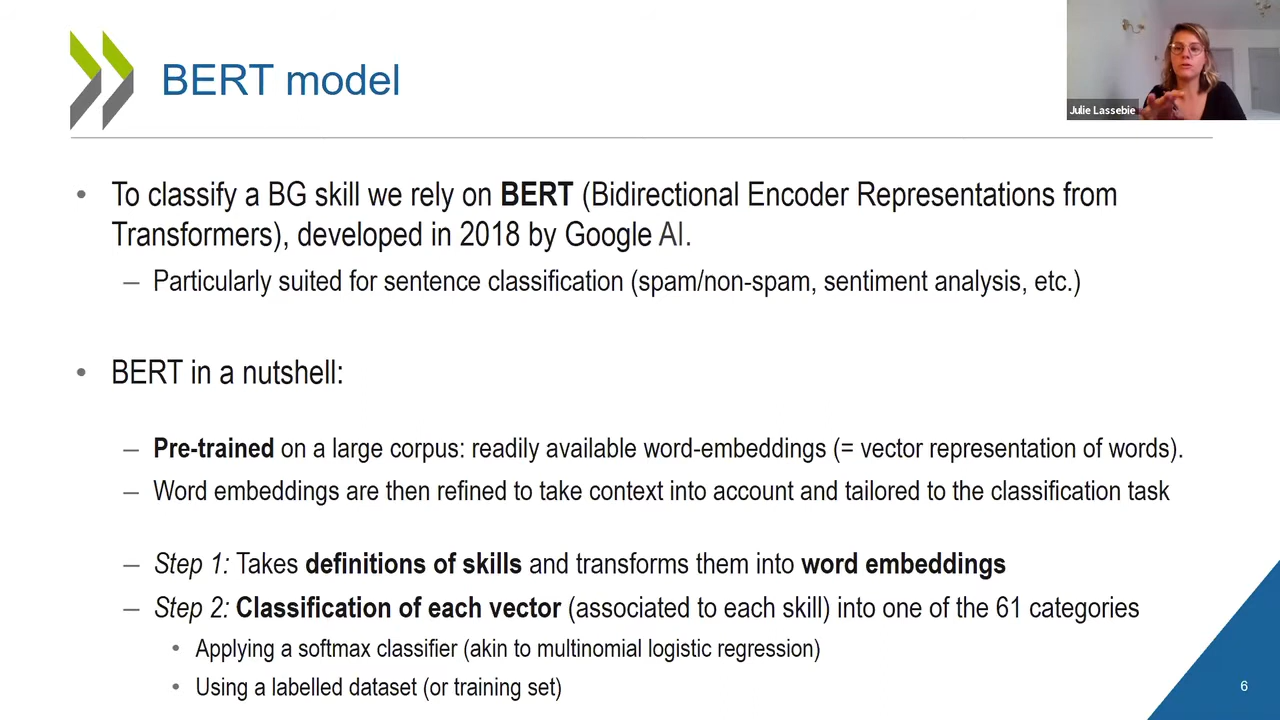 BERT model
Julie Lassebie
• To classify a BG skill we rely on BERT (Bidirectional Encoder Representations from
Transformers), developed in 2018 by Google AI.
– Particularly suited for sentence classification (spam/non-spam, sentiment analysis, etc.)
• BERT in a nutshell:
– Pre-trained on a large corpus: readily available word-embeddings (= vector representation of words).
– Word embeddings are then refined to take context into account and tailored to the classification task
– Step 1: Takes definitions of skills and transforms them into word embeddings
– Step 2: Classification of each vector (associated to each skill) into one of the 61 categories
• Applying a softmax classifier (akin to multinomial logistic regression)
• Using a labelled dataset (or training set)
6